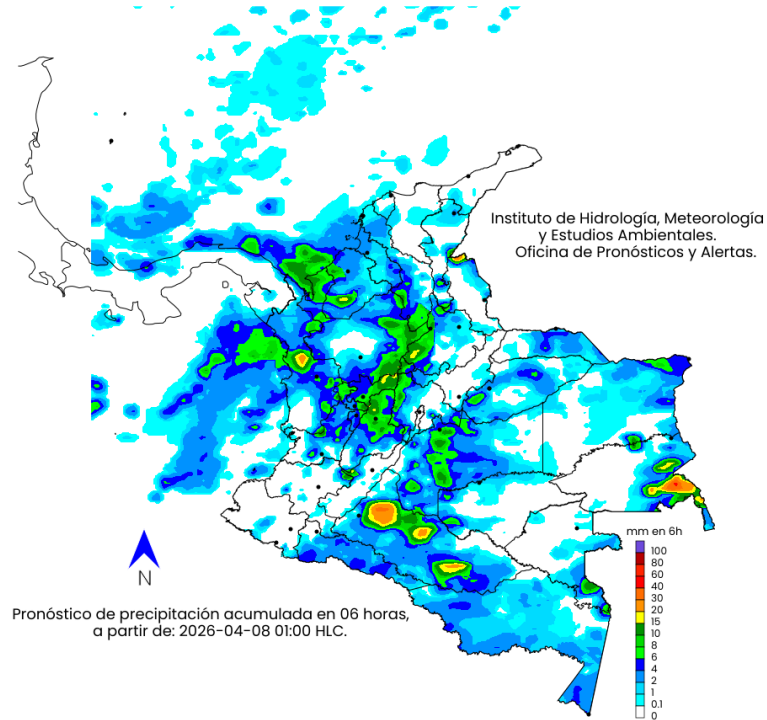 Instituto de Hidrología, Meteorología
y Estudios Ambientales.
Oficina de Pronósticos y Alertas.
mm en 6h
100
80
60
40
30
20
15
10
8
6
4
2
1
0.1
0
N
Pronóstico de precipitación acumulada en 06 horas,
a partir de: 2026-04-08 01:00 HLC.